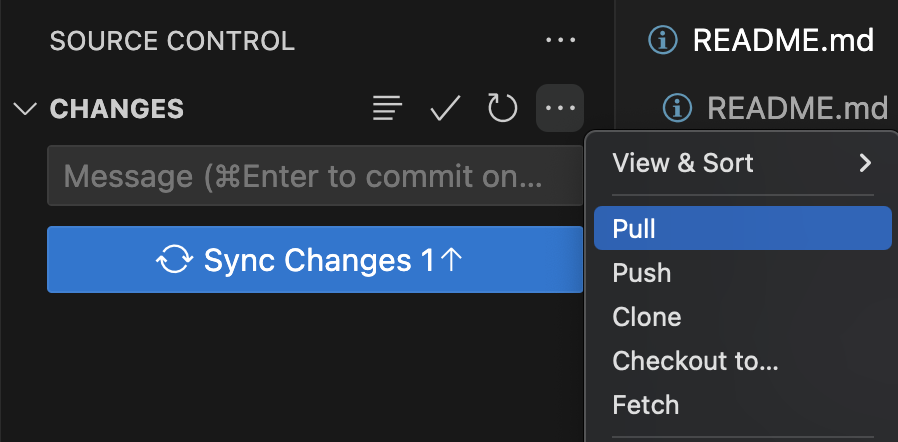 SOURCE CONTROL
README.md
CHANGES
README.md
Message (⌘Enter to commit on...
View & Sort
Sync Changes 1↑
Pull
Push
Clone
Checkout to...
Fetch